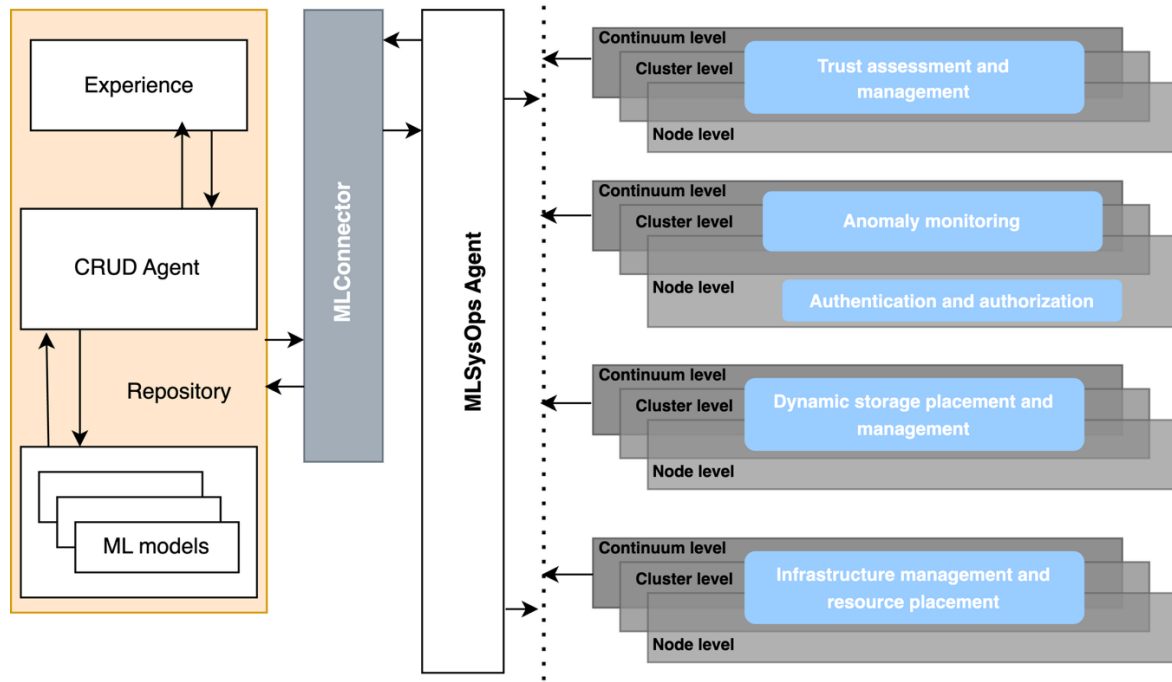 Experience
CRUD Agent
Repository
ML models
MLConnector
MLSysOps Agent
Continuum level
Cluster level
Trust assessment and
management
Node level
Continuum level
Cluster level
Anomaly monitoring
Node level
Authentication and authorization
Continuum level
Cluster level
Dynamic storage placement and
management
Node level
Continuum level
Cluster level
Infrastructure management and
resource placement
Node level